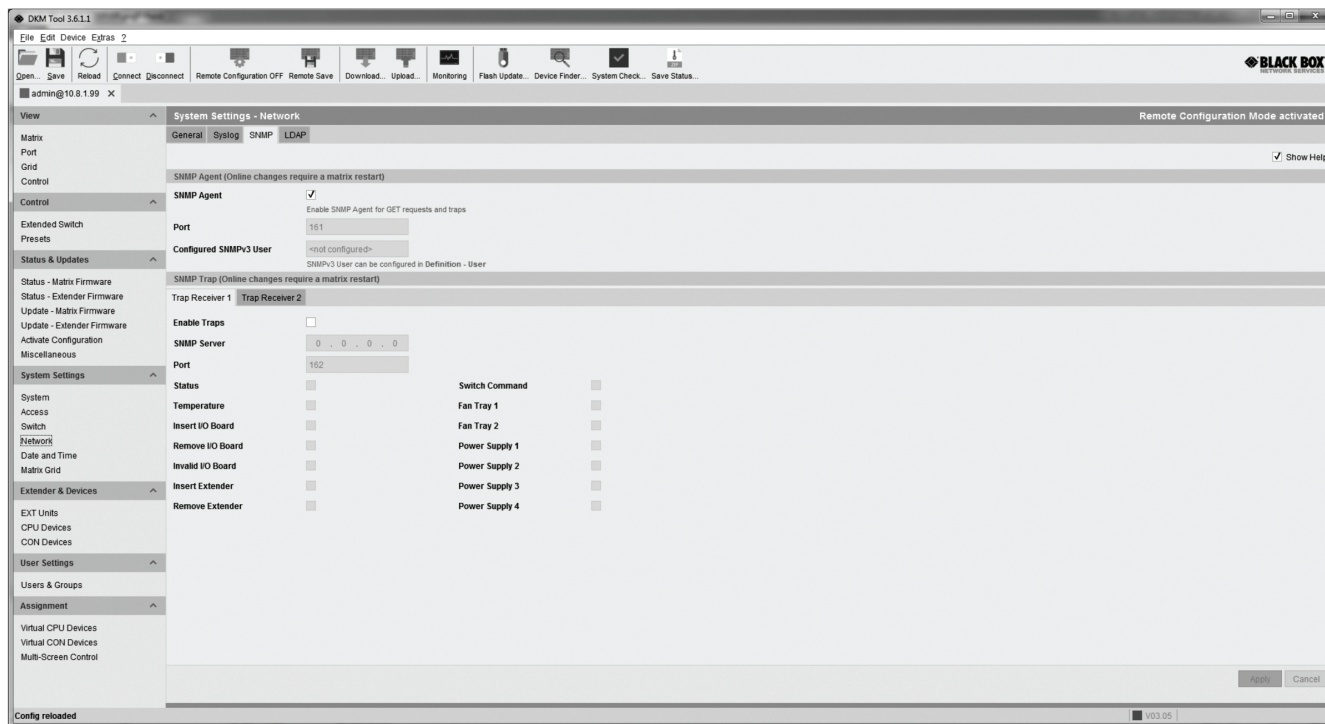 DKM Tool 3.6.1.1
File Edit Device Extras ?
Open... Save Reload Connect Disconnect Remote Configuration OFF Remote Save Download... Upload... Monitoring Flash Update... Device Finder... System Check... Save Status...
BLACK BOX
NETWORK SERVICES
admin@10.8.1.99
View
Matrix
Port
Grid
Control
Control
Extended Switch
Presets
Status & Updates
Status - Matrix Firmware
Status - Extender Firmware
Update - Matrix Firmware
Update - Extender Firmware
Activate Configuration
Miscellaneous
System Settings
System
Access
Switch
Network
Date and Time
Matrix Grid
Extender & Devices
EXT Units
CPU Devices
CON Devices
User Settings
Users & Groups
Assignment
Virtual CPU Devices
Virtual CON Devices
Multi-Screen Control
System Settings - Network Remote Configuration Mode activated
General Syslog SNMP LDAP
Show Help
SNMP Agent (Online changes require a matrix restart)
SNMP Agent
Enable SNMP Agent for GET requests and traps
Port 161
Configured SNMPv3 User <not configured>
SNMPv3 User can be configured in Definition - User
SNMP Trap (Online changes require a matrix restart)
Trap Receiver 1 Trap Receiver 2
Enable Traps
SNMP Server 0 . 0 . 0 . 0
Port 162
Status Switch Command
Temperature Fan Tray 1
Insert I/O Board Fan Tray 2
Remove I/O Board Power Supply 1
Invalid I/O Board Power Supply 2
Insert Extender Power Supply 3
Remove Extender Power Supply 4
Apply Cancel
Config reloaded V03.05